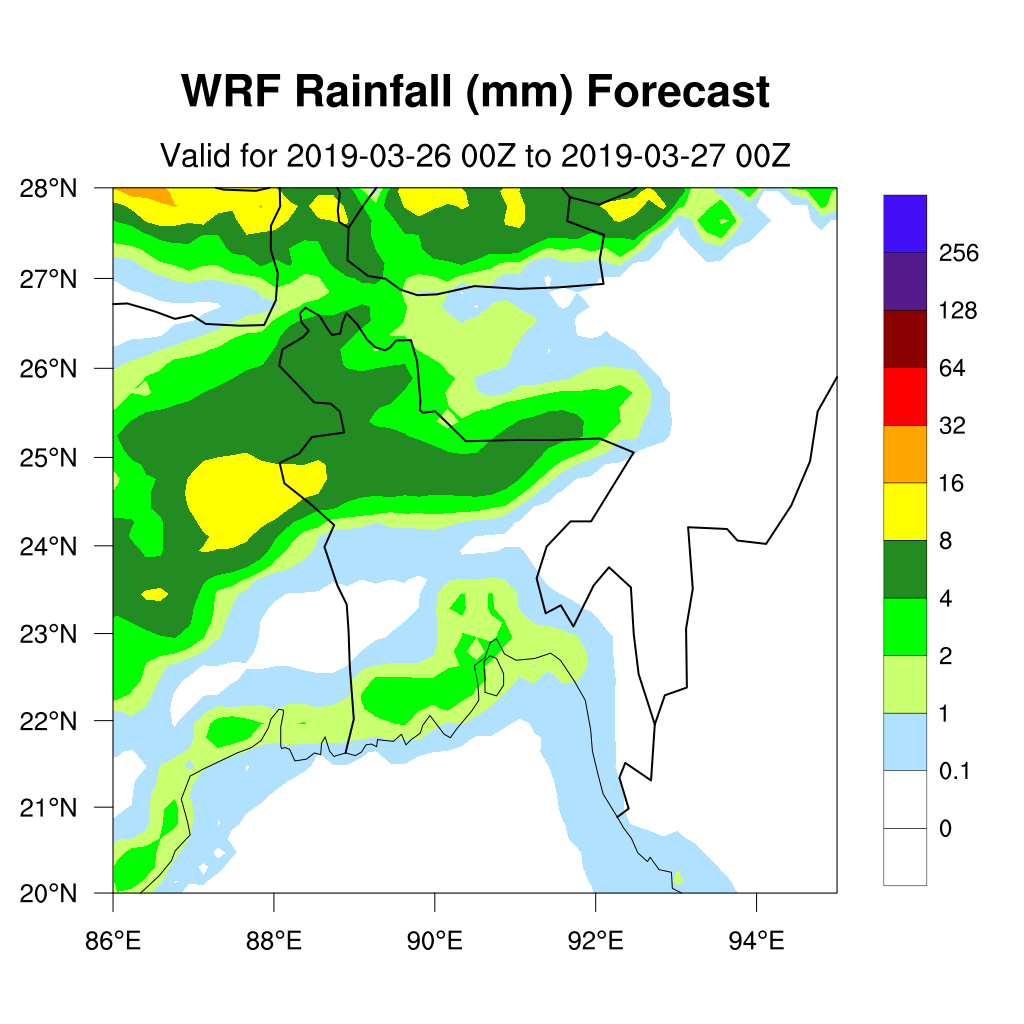 WRF Rainfall (mm) Forecast
Valid for 2019-03-26 00Z to 2019-03-27 00Z
28°N
27°N
26°N
25°N
24°N
23°N
22°N
21°N
20°N
86°E 88°E 90°E 92°E 94°E
256
128
64
32
16
8
4
2
1
0.1
0